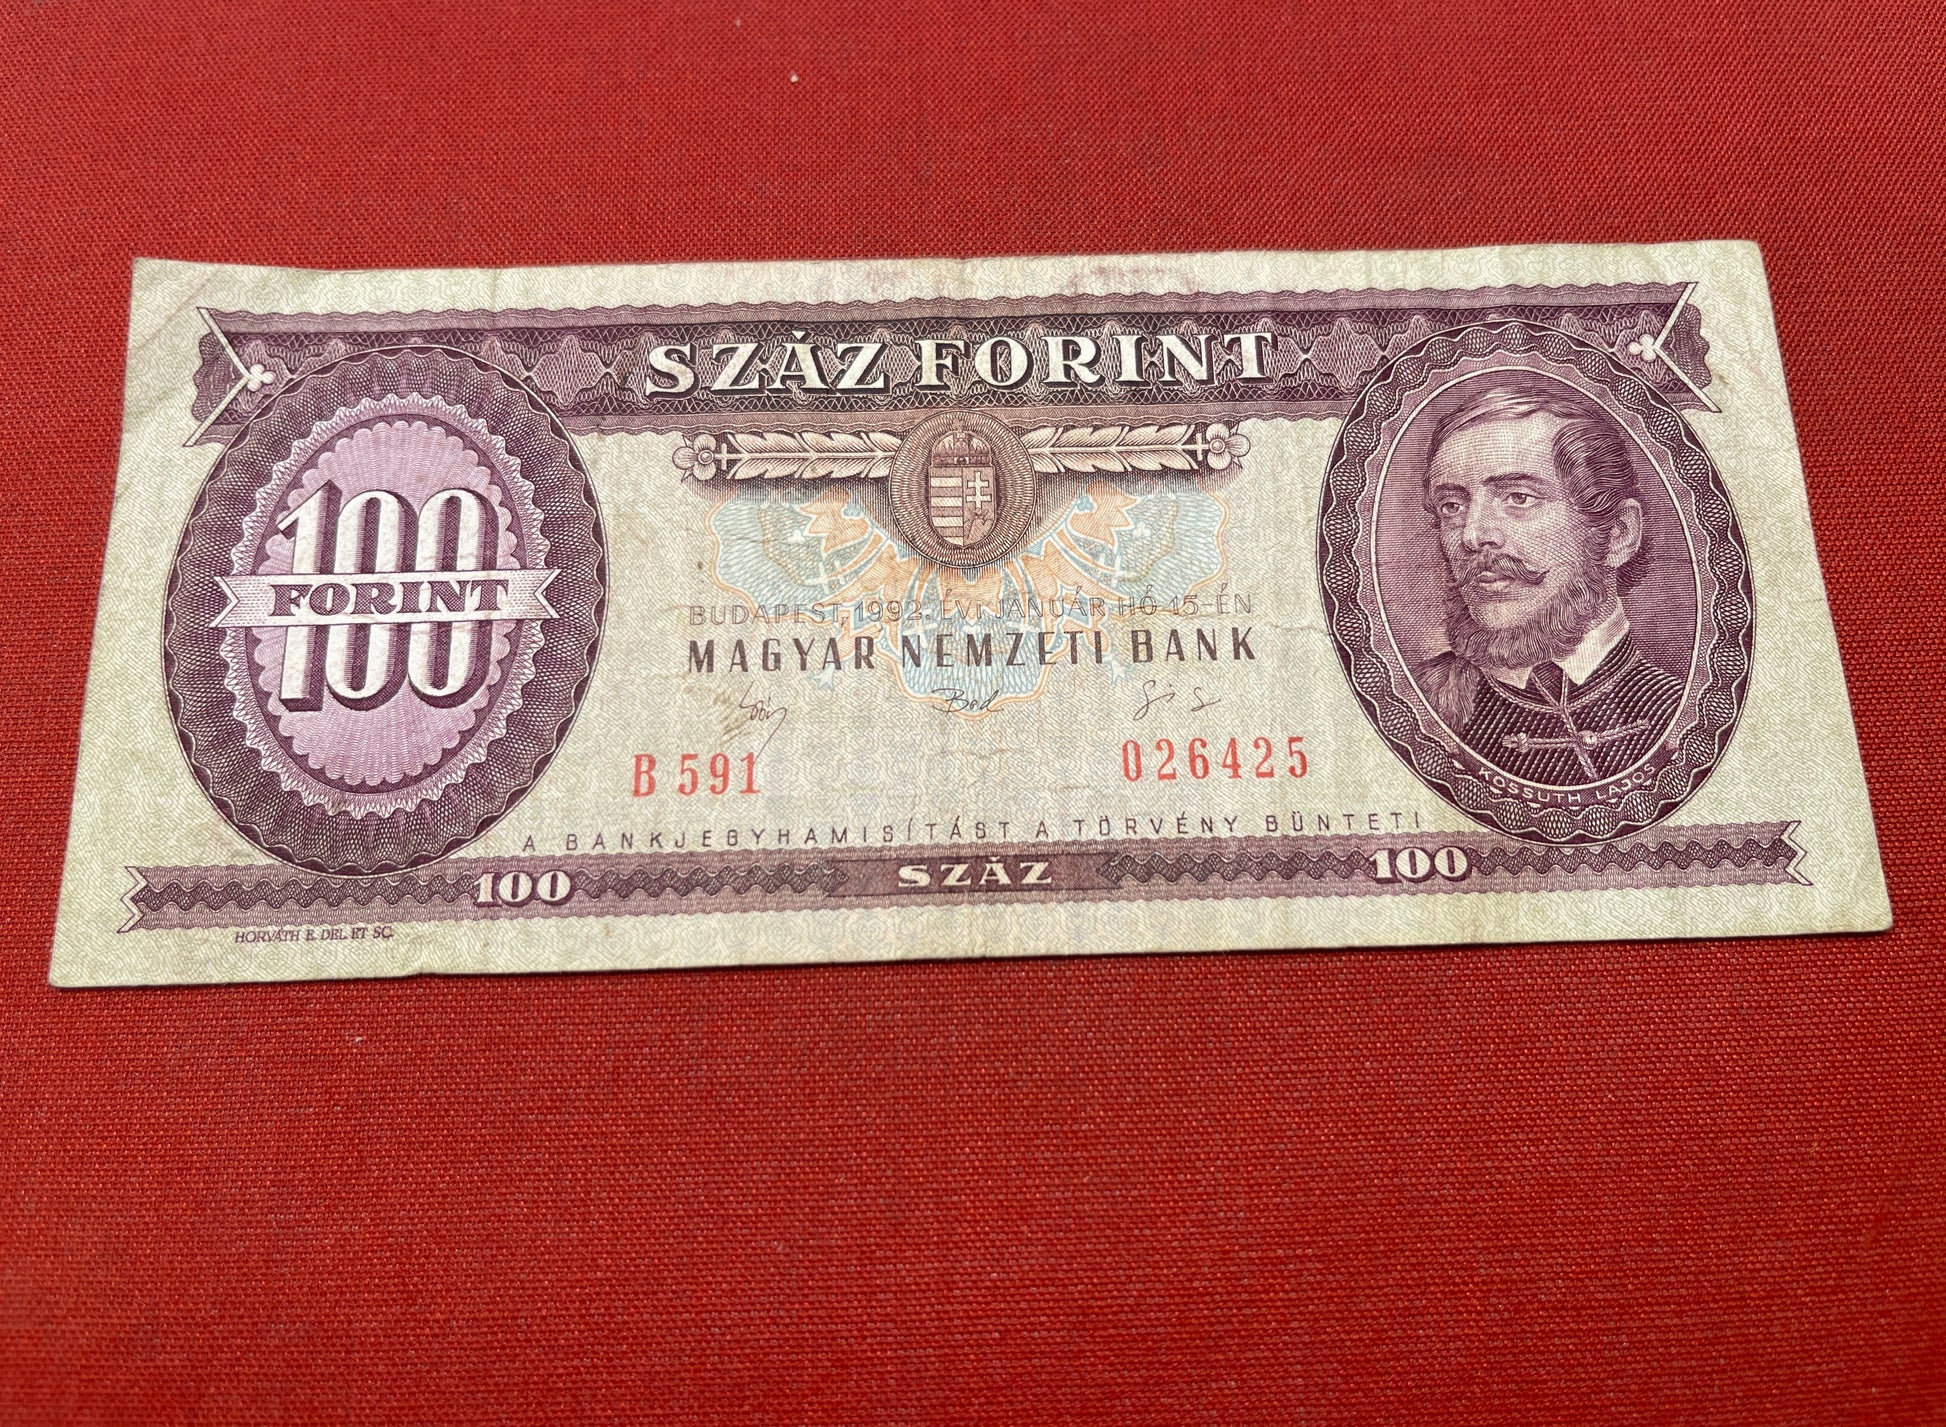 SZÁZ FORINT
100
FORINT
100
BUDAPEST, 1992. ÉVI JANUÁR HÓ 15-ÉN
MAGYAR NEMZETI BANK
B 591
026425
KOSSUTH LAJOS
A BANKJEGYHAMISÍTÁST A TÖRVÉNY BÜNTETI
100 SZÁZ 100
HORVÁTH E. DEL. ET SC.